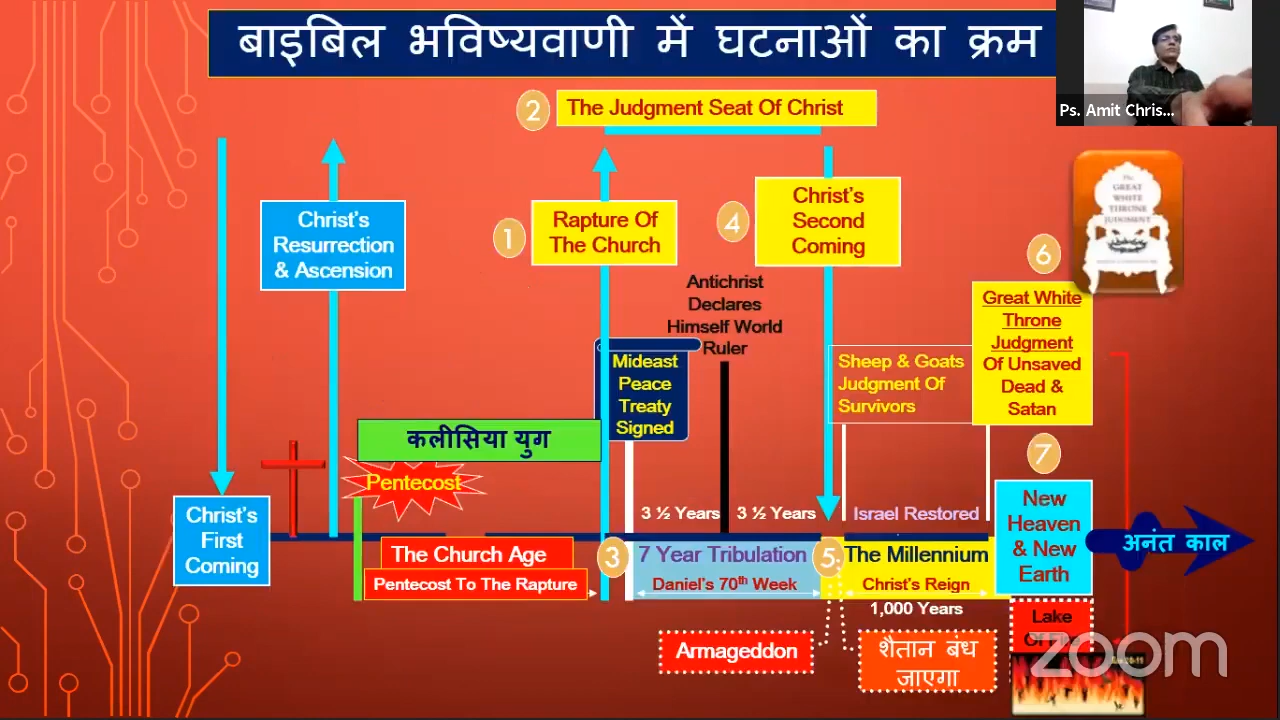 बाइबिल भविष्यवाणी में घटनाओं का क्रम
Ps. Amit Chris...
2
The Judgment Seat Of Christ
Christ's
Resurrection
& Ascension
1
Rapture Of
The Church
4
Christ's
Second
Coming
The
GREAT
WHITE
THRONE
JUDGMENT
6
Antichrist
Declares
Himself World
Ruler
Great White
Throne
Judgment
Of Unsaved
Dead &
Satan
Mideast
Peace
Treaty
Signed
Sheep & Goats
Judgment Of
Survivors
कलीसिया युग
Pentecost
7
Christ's
First
Coming
3 ½ Years
3 ½ Years
Israel Restored
New
Heaven
& New
Earth
अनंत काल
The Church Age
Pentecost To The Rapture
3
7 Year Tribulation
Daniel's 70th Week
5
The Millennium
Christ's Reign
1,000 Years
Lake
Armageddon
शैतान बंध
जाएगा
zoom